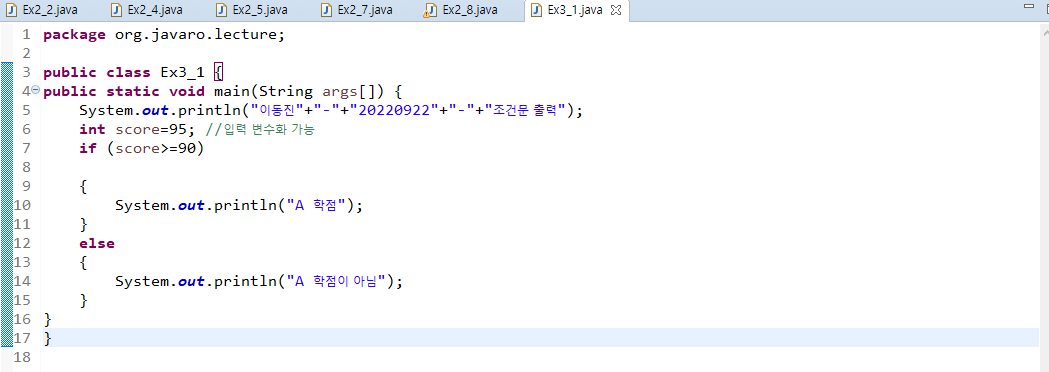 Ex2_2.java Ex2_4.java Ex2_5.java Ex2_7.java Ex2_8.java Ex3_1.java
1 package org.javaro.lecture;
2
3 public class Ex3_1 {
4 public static void main(String args[]) {
5     System.out.println("이동진"+"-"+"20220922"+"-"+"조건문 출력");
6     int score=95; //입력 변수화 가능
7     if (score>=90)
8
9     {
10         System.out.println("A 학점");
11     }
12     else
13     {
14         System.out.println("A 학점이 아님");
15     }
16 }
17 }
18